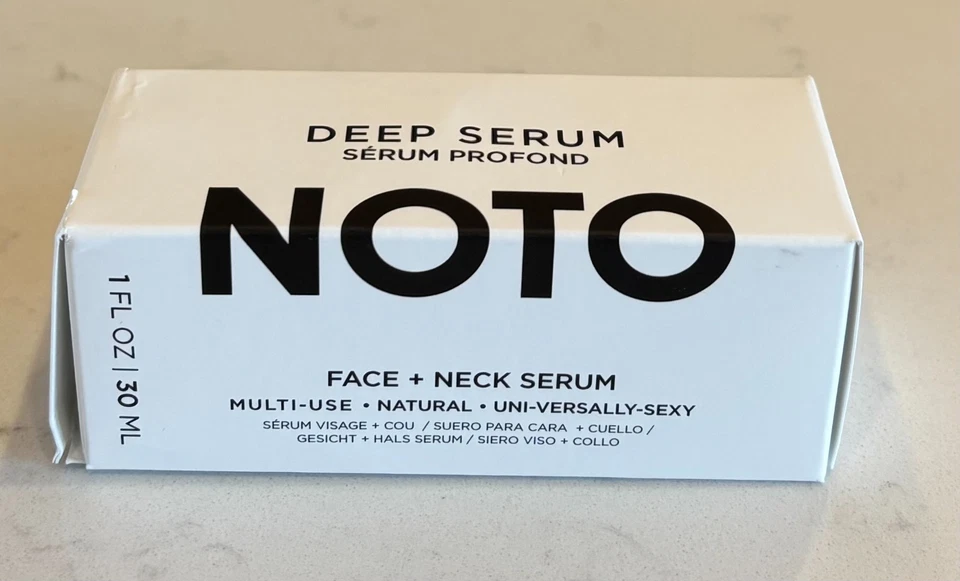 DEEP SERUM
SÉRUM PROFOND
NOTO
1 FL OZ | 30 ML
FACE + NECK SERUM
MULTI-USE • NATURAL • UNI-VERSALLY-SEXY
SÉRUM VISAGE + COU / SUERO PARA CARA + CUELLO /
GESICHT + HALS SERUM / SIERO VISO + COLLO